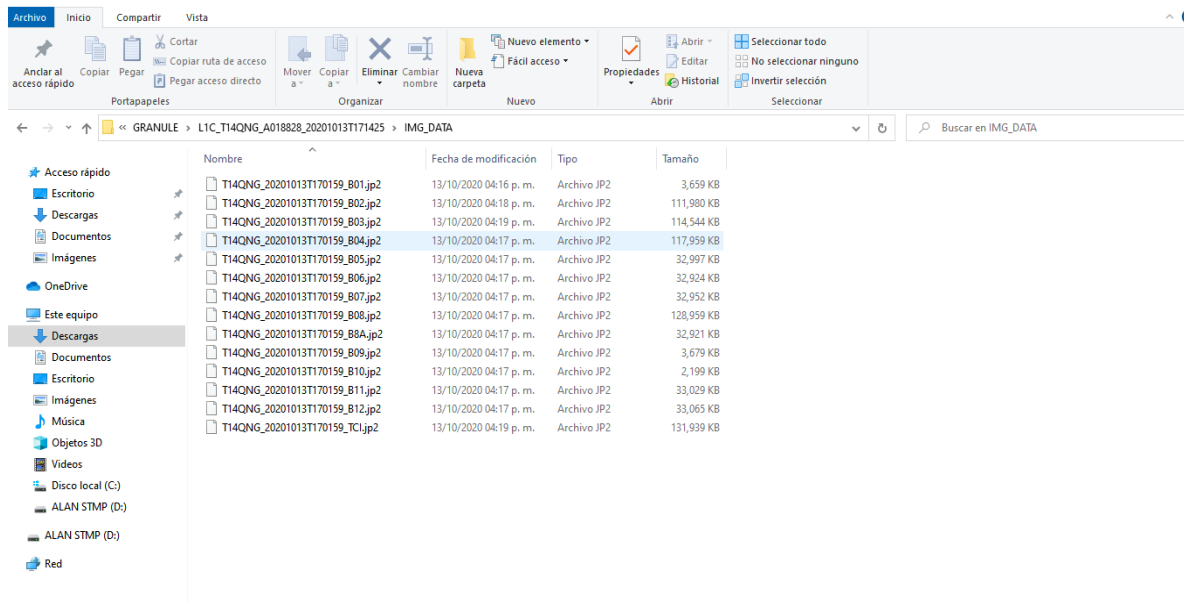 Archivo Inicio Compartir Vista
Anclar al acceso rápido
Copiar
Pegar
Cortar
Copiar ruta de acceso
Pegar acceso directo
Portapapeles
Mover a
Copiar a
Eliminar
Cambiar nombre
Organizar
Nueva carpeta
Nuevo elemento
Fácil acceso
Nuevo
Propiedades
Abrir
Editar
Historial
Abrir
Seleccionar todo
No seleccionar ninguno
Invertir selección
Seleccionar
« GRANULE > L1C_T14QNG_A018828_20201013T171425 > IMG_DATA
Buscar en IMG_DATA
Acceso rápido
Escritorio
Descargas
Documentos
Imágenes
OneDrive
Este equipo
Descargas
Documentos
Escritorio
Imágenes
Música
Objetos 3D
Videos
Disco local (C:)
ALAN STMP (D:)
ALAN STMP (D:)
Red
Nombre Fecha de modificación Tipo Tamaño
T14QNG_20201013T170159_B01.jp2 13/10/2020 04:16 p. m. Archivo JP2 3,659 KB
T14QNG_20201013T170159_B02.jp2 13/10/2020 04:18 p. m. Archivo JP2 111,980 KB
T14QNG_20201013T170159_B03.jp2 13/10/2020 04:19 p. m. Archivo JP2 114,544 KB
T14QNG_20201013T170159_B04.jp2 13/10/2020 04:17 p. m. Archivo JP2 117,959 KB
T14QNG_20201013T170159_B05.jp2 13/10/2020 04:17 p. m. Archivo JP2 32,997 KB
T14QNG_20201013T170159_B06.jp2 13/10/2020 04:17 p. m. Archivo JP2 32,924 KB
T14QNG_20201013T170159_B07.jp2 13/10/2020 04:17 p. m. Archivo JP2 32,952 KB
T14QNG_20201013T170159_B08.jp2 13/10/2020 04:17 p. m. Archivo JP2 128,959 KB
T14QNG_20201013T170159_B8A.jp2 13/10/2020 04:17 p. m. Archivo JP2 32,921 KB
T14QNG_20201013T170159_B09.jp2 13/10/2020 04:17 p. m. Archivo JP2 3,679 KB
T14QNG_20201013T170159_B10.jp2 13/10/2020 04:17 p. m. Archivo JP2 2,199 KB
T14QNG_20201013T170159_B11.jp2 13/10/2020 04:17 p. m. Archivo JP2 33,029 KB
T14QNG_20201013T170159_B12.jp2 13/10/2020 04:17 p. m. Archivo JP2 33,065 KB
T14QNG_20201013T170159_TCI.jp2 13/10/2020 04:19 p. m. Archivo JP2 131,939 KB